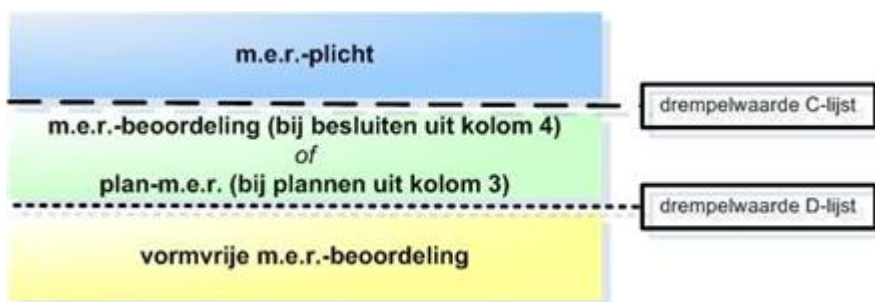 m.e.r.-plicht
drempelwaarde C-lijst
m.e.r.-beoordeling (bij besluiten uit kolom 4)
of
plan-m.e.r. (bij plannen uit kolom 3)
drempelwaarde D-lijst
vormvrije m.e.r.-beoordeling